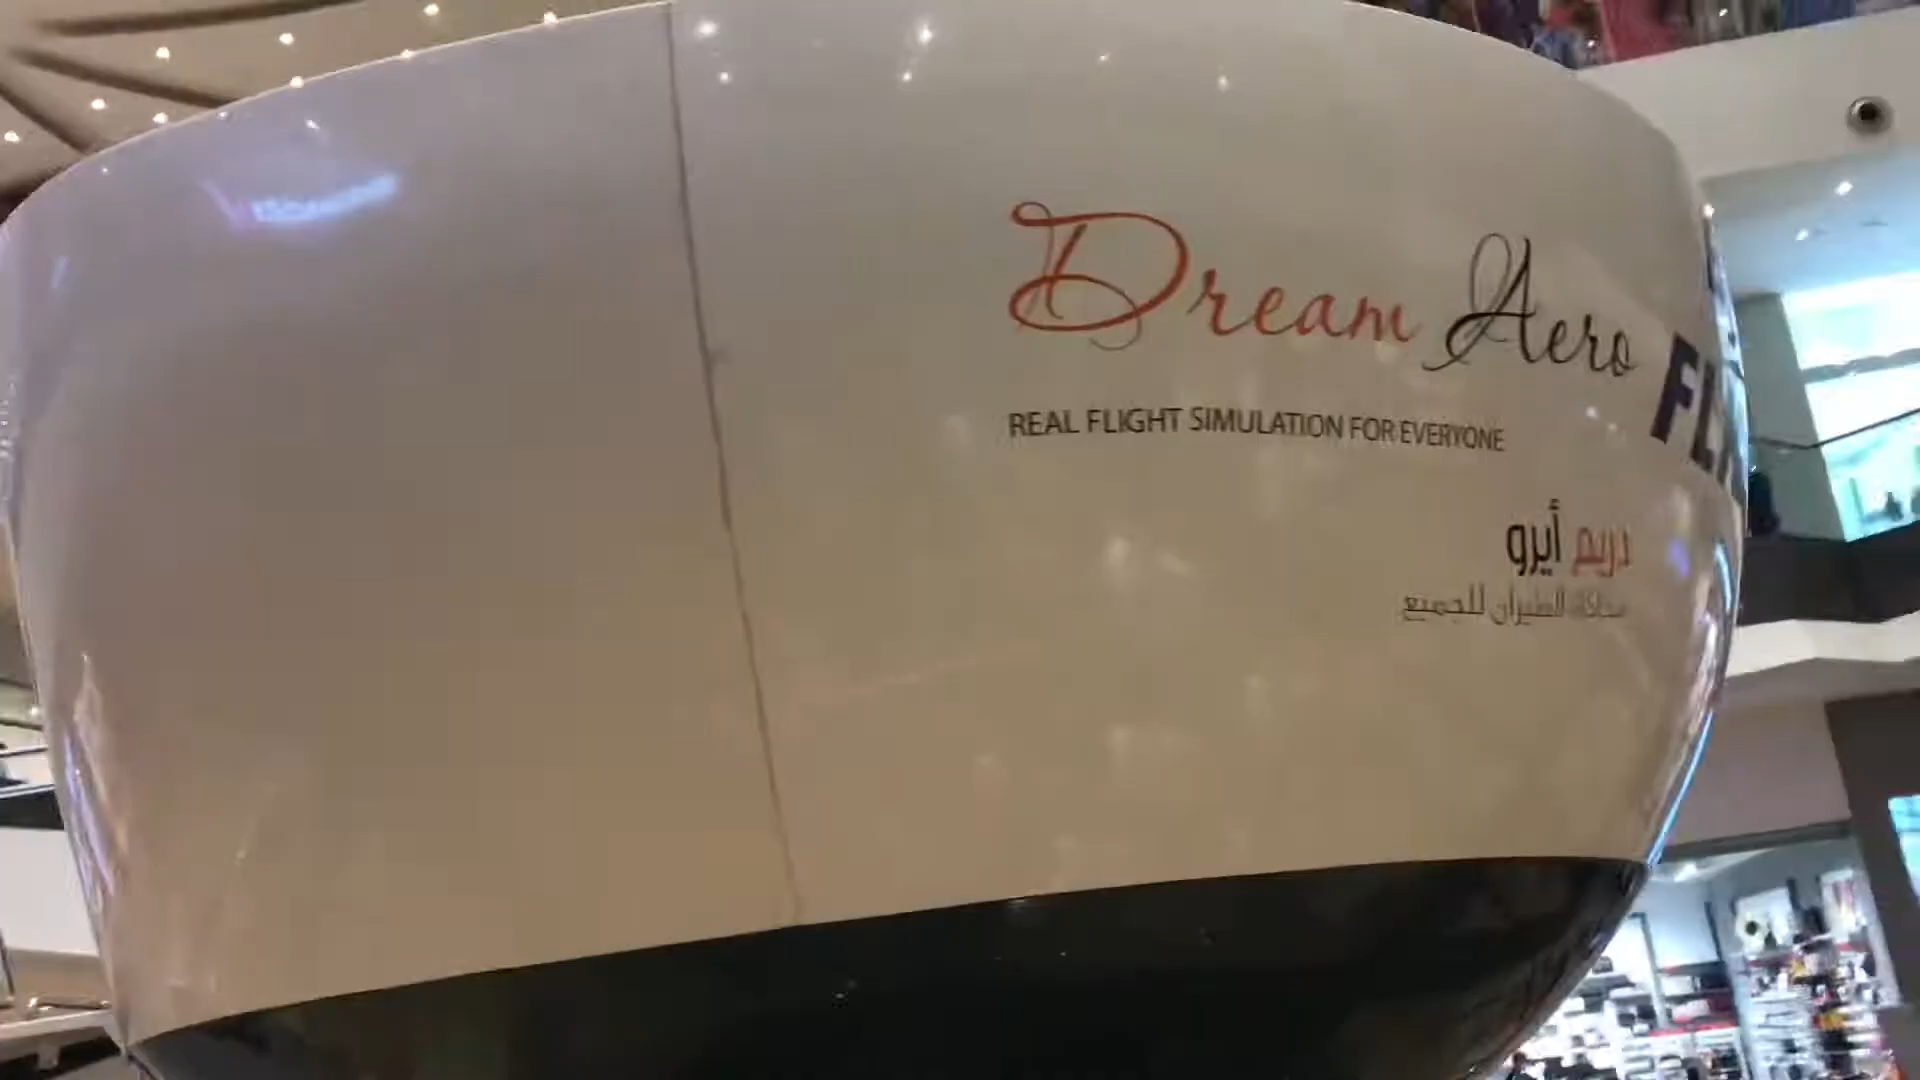 Dream Aero
REAL FLIGHT SIMULATION FOR EVERYONE
دريم أيرو
محاكاة الطيران للجميع